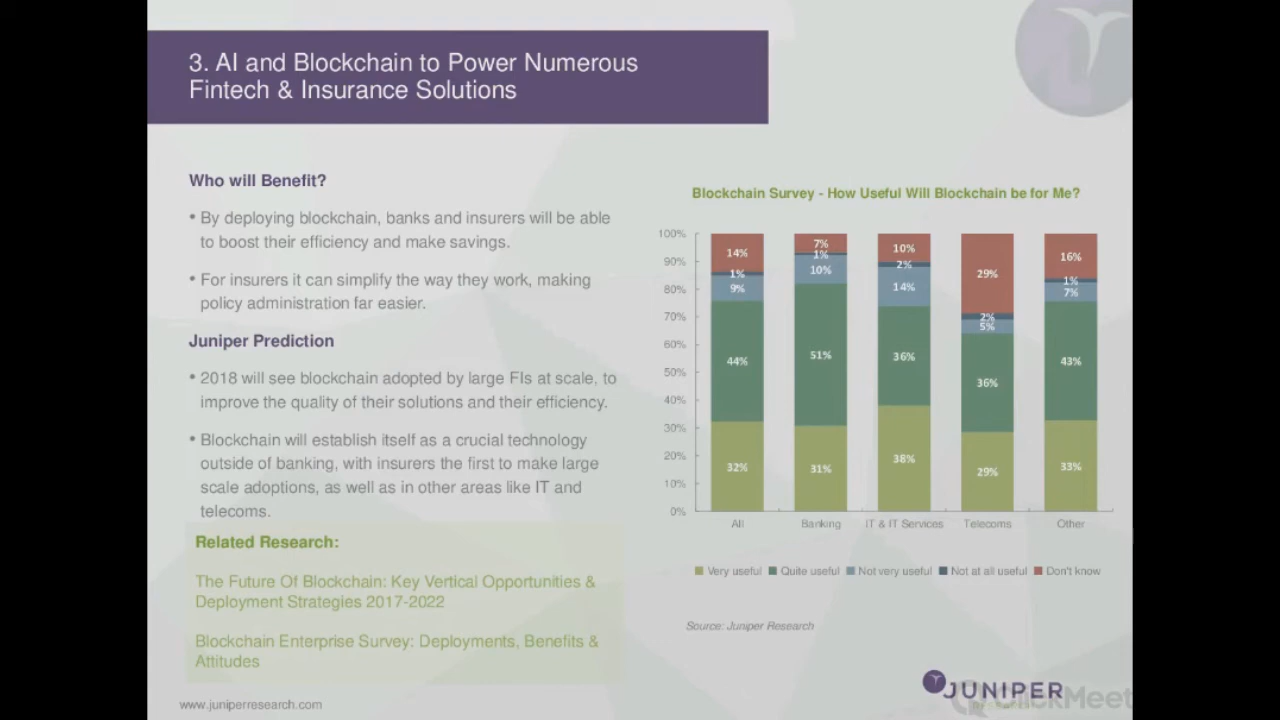 3. AI and Blockchain to Power Numerous
Fintech & Insurance Solutions
Who will Benefit?
• By deploying blockchain, banks and insurers will be able
to boost their efficiency and make savings.
• For insurers it can simplify the way they work, making
policy administration far easier.
Juniper Prediction
• 2018 will see blockchain adopted by large FIs at scale, to
improve the quality of their solutions and their efficiency.
• Blockchain will establish itself as a crucial technology
outside of banking, with insurers the first to make large
scale adoptions, as well as in other areas like IT and
telecoms.
Related Research:
The Future Of Blockchain: Key Vertical Opportunities &
Deployment Strategies 2017-2022
Blockchain Enterprise Survey: Deployments, Benefits &
Attitudes
www.juniperresearch.com
Blockchain Survey - How Useful Will Blockchain be for Me?
100%
90%
80%
70%
60%
50%
40%
30%
20%
10%
0%
14%
1%
9%
44%
32%
7%
1%
10%
51%
31%
10%
2%
14%
36%
38%
29%
2%
5%
36%
29%
16%
1%
7%
43%
33%
All Banking IT & IT Services Telecoms Other
Very useful Quite useful Not very useful Not at all useful Don't know
Source: Juniper Research
JUNIPER
ClickMeet